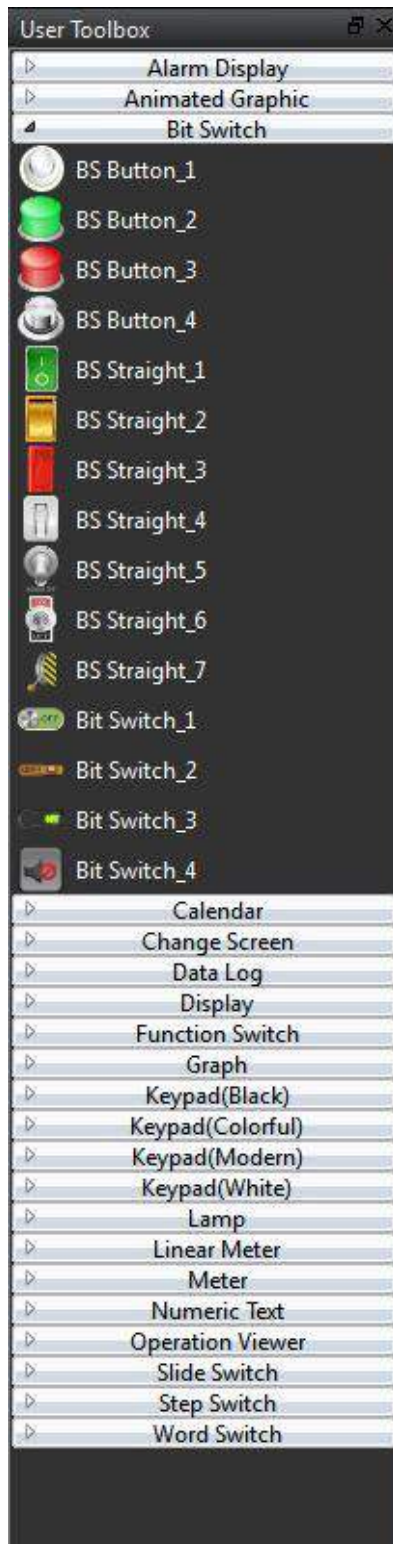 User Toolbox
Alarm Display
Animated Graphic
Bit Switch
BS Button_1
BS Button_2
BS Button_3
BS Button_4
BS Straight_1
BS Straight_2
BS Straight_3
BS Straight_4
BS Straight_5
BS Straight_6
BS Straight_7
Bit Switch_1
Bit Switch_2
Bit Switch_3
Bit Switch_4
Calendar
Change Screen
Data Log
Display
Function Switch
Graph
Keypad(Black)
Keypad(Colorful)
Keypad(Modern)
Keypad(White)
Lamp
Linear Meter
Meter
Numeric Text
Operation Viewer
Slide Switch
Step Switch
Word Switch